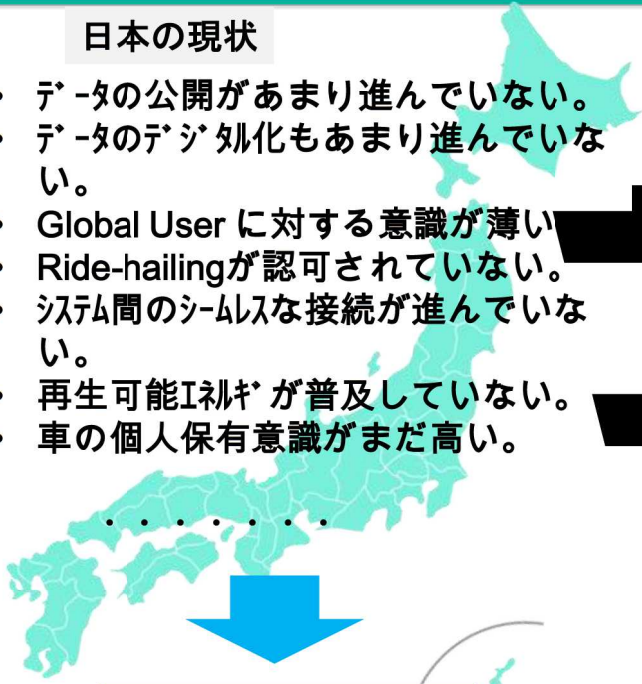 日本の現状
・ データの公開があまり進んでいない。
・ データのデジタル化もあまり進んでいな
い。
・ Global User に対する意識が薄い
・ Ride-hailingが認可されていない。
・ システム間のシームレスな接続が進んでいな
い。
・ 再生可能エネルギが普及していない。
・ 車の個人保有意識がまだ高い。
・・・・・・・